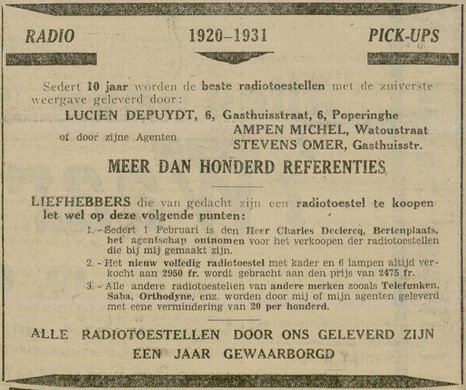 RADIO 1920-1931 PICK-UPS
Sedert 10 jaar worden de beste radiotoestellen met de zuiverste
weergave geleverd door:
LUCIEN DEPUYDT, 6, Gasthuisstraat, 6, Poperinghe
of door zijne Agenten AMPEN MICHEL, Watoustraat
STEVENS OMER, Gasthuisstr.
MEER DAN HONDERD REFERENTIES
LIEFHEBBERS die van gedacht zijn een radiotoestel te koopen
let wel op deze volgende punten:
1.-Sedert 1 Februari is den Heer Charles Declercq, Bertenplaats,
het agentschap ontnomen voor het verkoopen der radiotoestellen
die bij mij gemaakt zijn.
2.-Het nieuw volledig radiotoestel met kader en 6 lampen altijd ver-
kocht aan 2950 fr. wordt gebracht aan den prijs van 2475 fr.
3.-Alle andere radiotoestellen van andere merken zooals Telefunken,
Saba, Orthodyne, enz. worden door mij of mijn agenten geleverd
met eene vermindering van 20 per honderd.
ALLE RADIOTOESTELLEN DOOR ONS GELEVERD ZIJN
EEN JAAR GEWAARBORGD